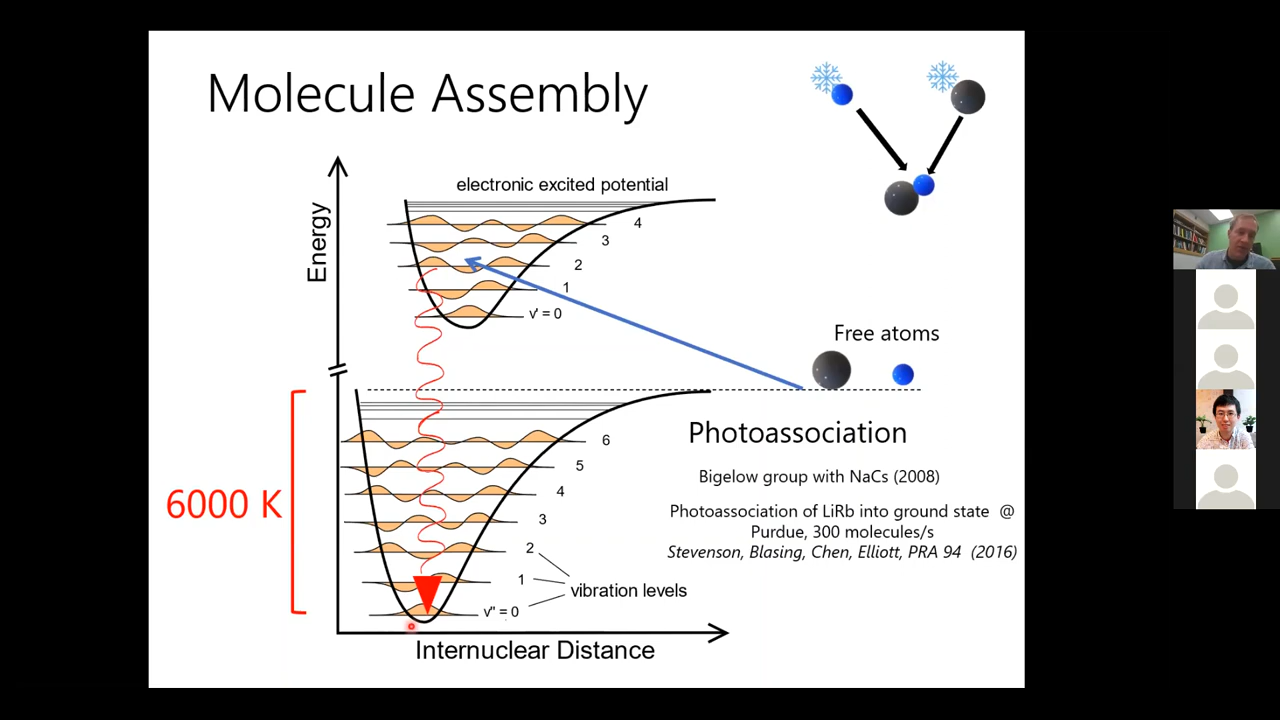 Molecule Assembly
electronic excited potential
Energy
4
3
2
1
v' = 0
Free atoms
6000 K
6
5
4
3
2
1
v" = 0
vibration levels
Internuclear Distance
Photoassociation
Bigelow group with NaCs (2008)
Photoassociation of LiRb into ground state @
Purdue, 300 molecules/s
Stevenson, Blasing, Chen, Elliott, PRA 94 (2016)